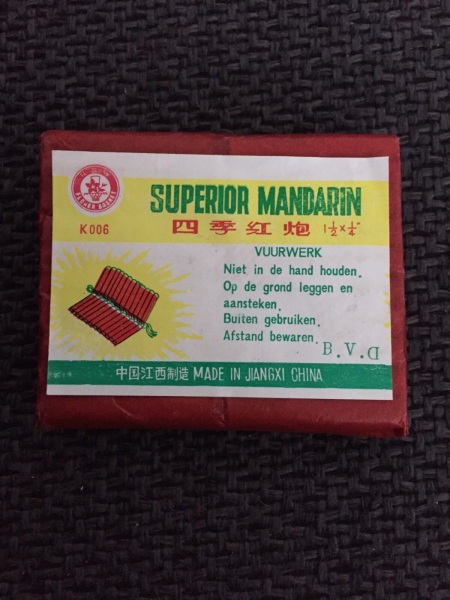 SUPERIOR MANDARIN
K006
四季红炮 1½"×¼"
VUURWERK
Niet in de hand houden.
Op de grond leggen en
aansteken.
Buiten gebruiken.
Afstand bewaren.
B.V.D
中国江西制造 MADE IN JIANGXI CHINA